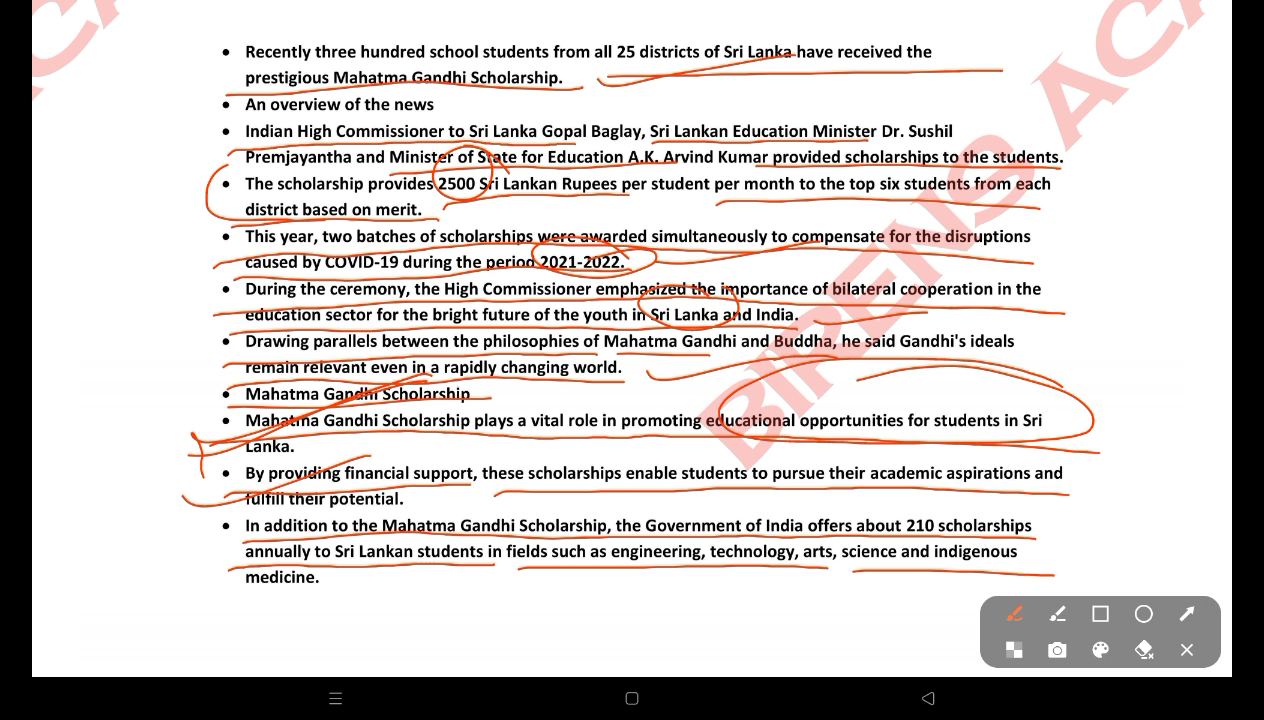 • Recently three hundred school students from all 25 districts of Sri Lanka have received the
prestigious Mahatma Gandhi Scholarship.
• An overview of the news
• Indian High Commissioner to Sri Lanka Gopal Baglay, Sri Lankan Education Minister Dr. Sushil
Premjayantha and Minister of State for Education A.K. Arvind Kumar provided scholarships to the students.
• The scholarship provides 2500 Sri Lankan Rupees per student per month to the top six students from each
district based on merit.
• This year, two batches of scholarships were awarded simultaneously to compensate for the disruptions
caused by COVID-19 during the period 2021-2022.
• During the ceremony, the High Commissioner emphasized the importance of bilateral cooperation in the
education sector for the bright future of the youth in Sri Lanka and India.
• Drawing parallels between the philosophies of Mahatma Gandhi and Buddha, he said Gandhi's ideals
remain relevant even in a rapidly changing world.
• Mahatma Gandhi Scholarship
• Mahatma Gandhi Scholarship plays a vital role in promoting educational opportunities for students in Sri
Lanka.
• By providing financial support, these scholarships enable students to pursue their academic aspirations and
fulfill their potential.
• In addition to the Mahatma Gandhi Scholarship, the Government of India offers about 210 scholarships
annually to Sri Lankan students in fields such as engineering, technology, arts, science and indigenous
medicine.
BIRENS ACA